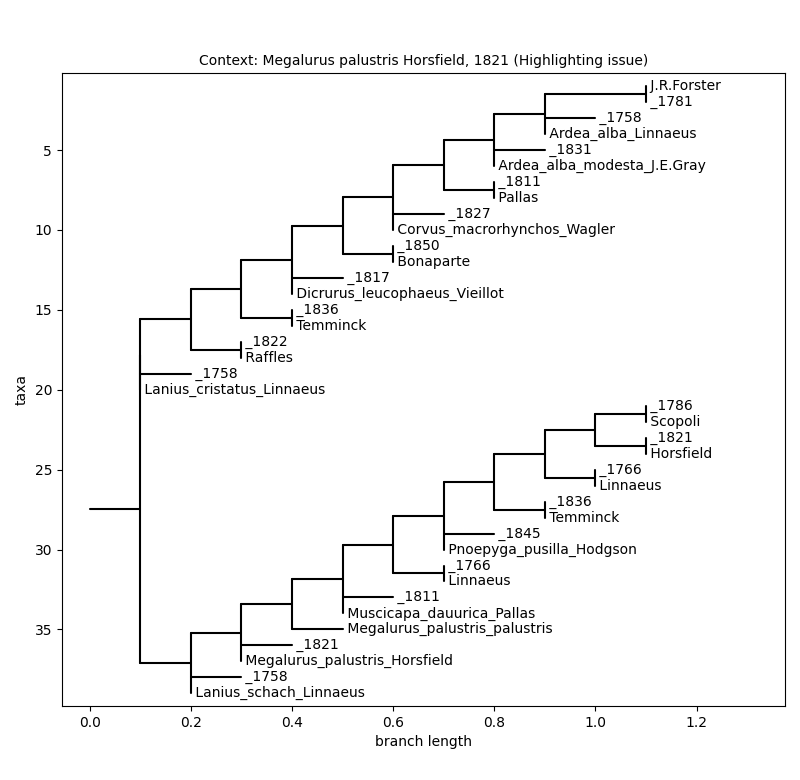 Context: Megalurus palustris Horsfield, 1821 (Highlighting issue)
J.R.Forster
_1781
_1758
Ardea_alba_Linnaeus
_1831
Ardea_alba_modesta_J.E.Gray
_1811
Pallas
_1827
Corvus_macrorhynchos_Wagler
_1850
Bonaparte
_1817
Dicrurus_leucophaeus_Vieillot
_1836
Temminck
_1822
Raffles
_1758
Lanius_cristatus_Linnaeus
_1786
Scopoli
_1821
Horsfield
_1766
Linnaeus
_1836
Temminck
_1845
Pnoepyga_pusilla_Hodgson
_1766
Linnaeus
_1811
Muscicapa_dauurica_Pallas
Megalurus_palustris_palustris
_1821
Megalurus_palustris_Horsfield
_1758
Lanius_schach_Linnaeus
5
10
15
20
25
30
35
taxa
0.0 0.2 0.4 0.6 0.8 1.0 1.2
branch length